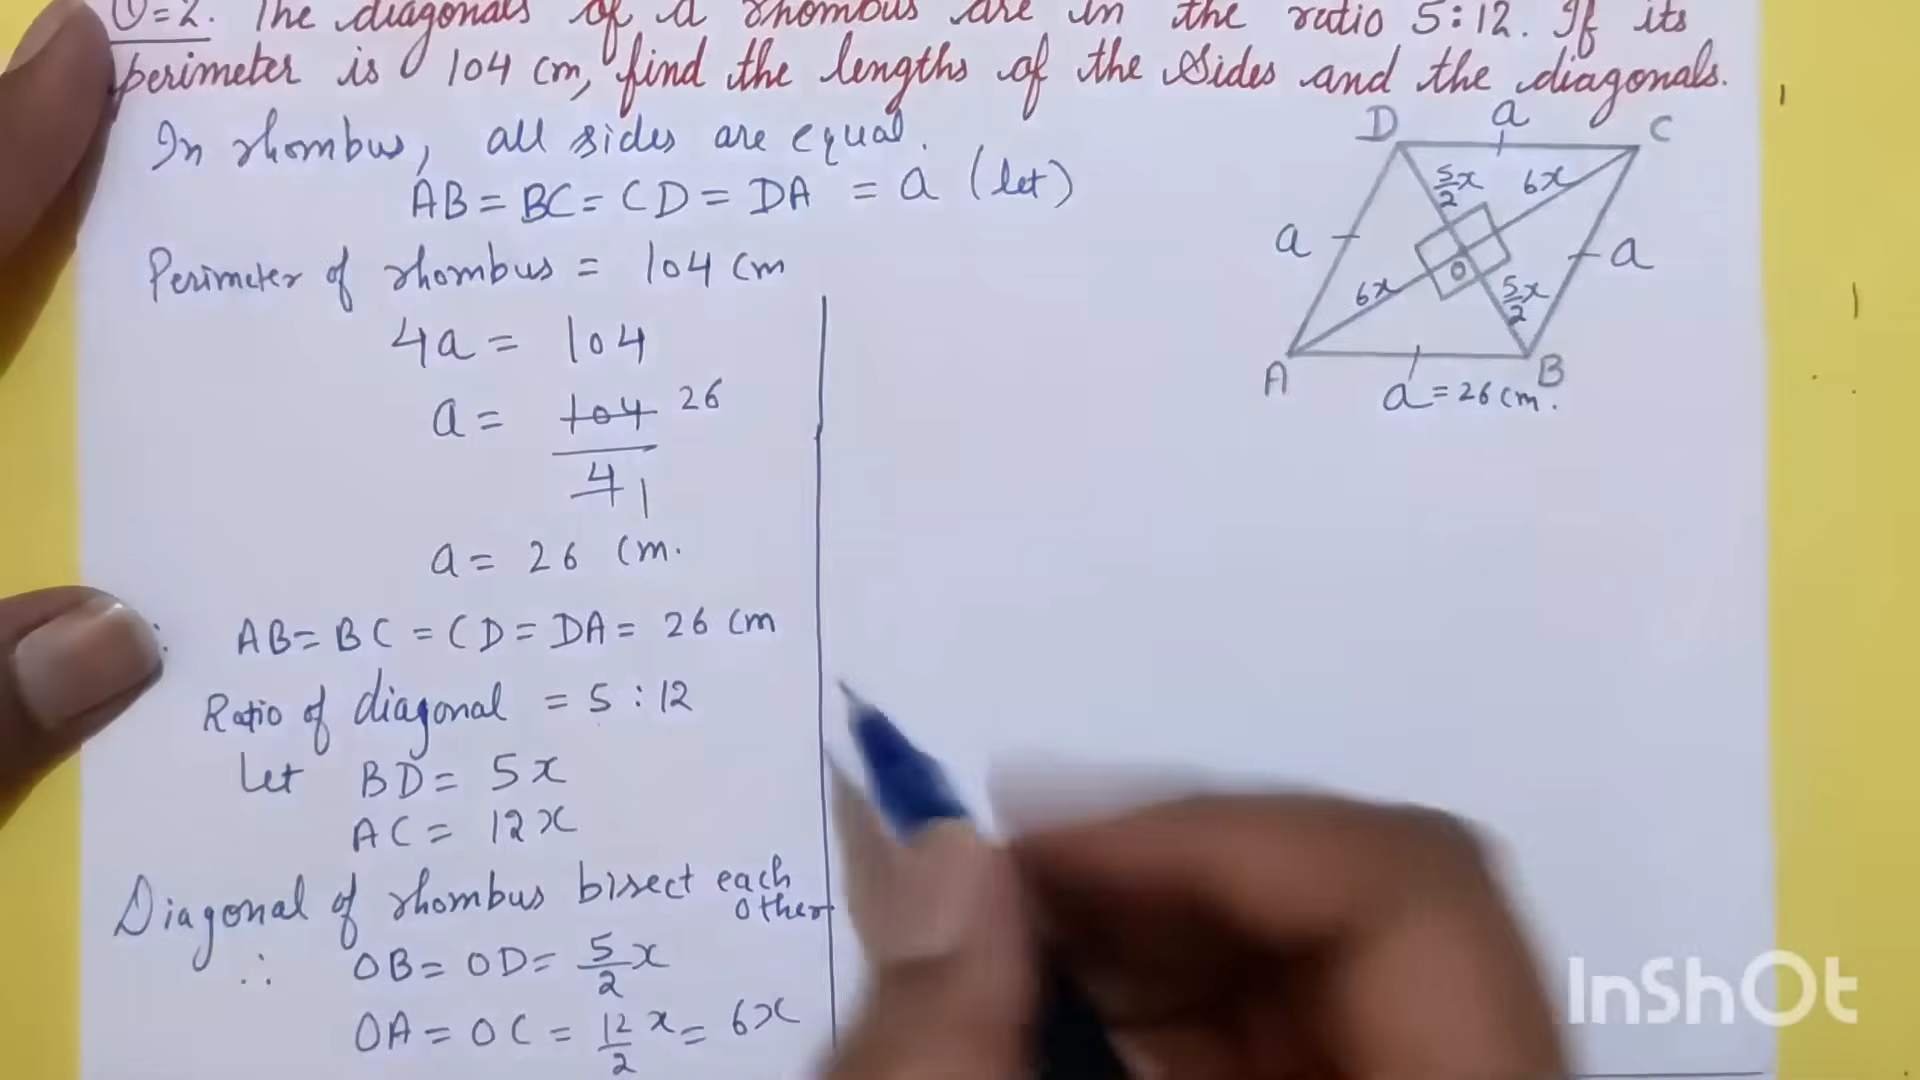 Q=2. The diagonals of a rhombus are in the ratio 5:12. If its
perimeter is 104 cm, find the lengths of the sides and the diagonals.
In rhombus, all sides are equal.
AB = BC = CD = DA = a (let)
Perimeter of rhombus = 104 cm
4a = 104
a = 104/4 26
1
a = 26 cm.
AB = BC = CD = DA = 26 cm
Ratio of diagonal = 5 : 12
Let BD = 5x
AC = 12x
Diagonal of rhombus bisect each
other
∴ OB = OD = 5/2 x
OA = OC = 12/2 x = 6x
D a C
5/2 x 6x
a a
O
6x 5/2 x
A B
a = 26 cm.
InShOt